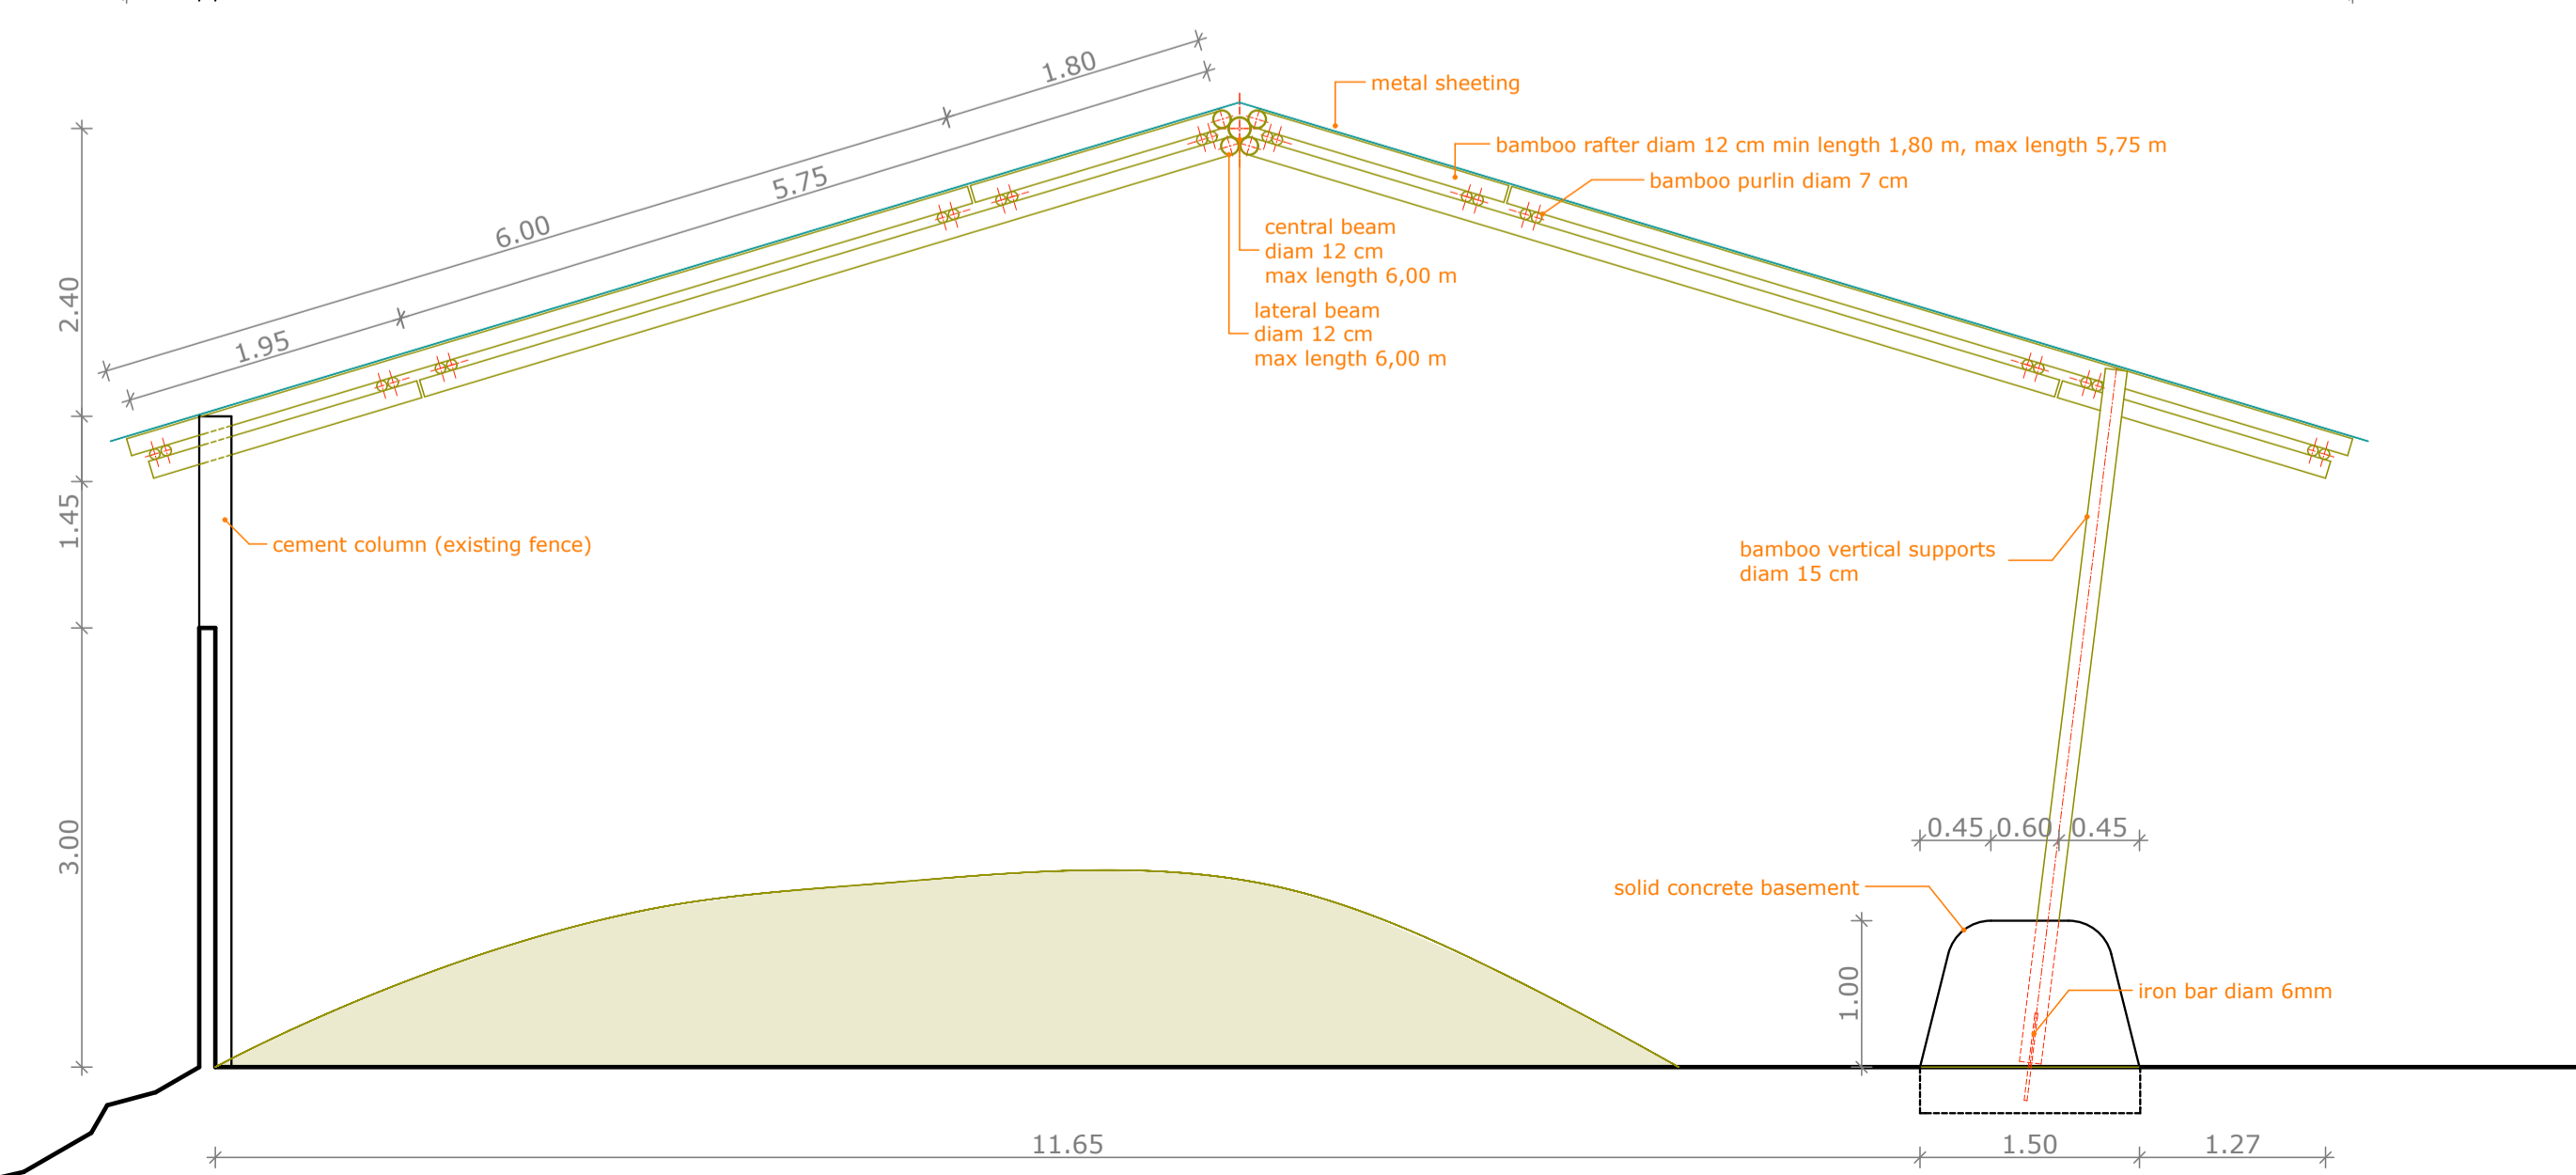 1.80
metal sheeting
bamboo rafter diam 12 cm min length 1,80 m, max length 5,75 m
5.75
bamboo purlin diam 7 cm
6.00
central beam
diam 12 cm
max length 6,00 m
2.40
lateral beam
diam 12 cm
max length 6,00 m
1.95
1.45
cement column (existing fence)
bamboo vertical supports
diam 15 cm
3.00
0.45 0.60 0.45
solid concrete basement
1.00
iron bar diam 6mm
11.65
1.50
1.27